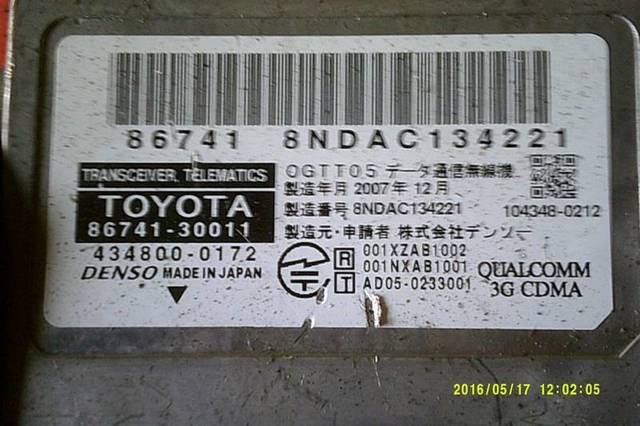 86741 8NDAC134221
TRANSCEIVER, TELEMATICS
TOYOTA
86741-30011
434800-0172
DENSO MADE IN JAPAN
0GTT05 データ通信無線機
製造年月 2007年 12月
製造番号 8NDAC134221
104348-0212
製造元・申請者 株式会社デンソー
R 001XZAB1002
001NXAB1001
T AD05-0233001
QUALCOMM
3G CDMA
2016/05/17 12:02:05